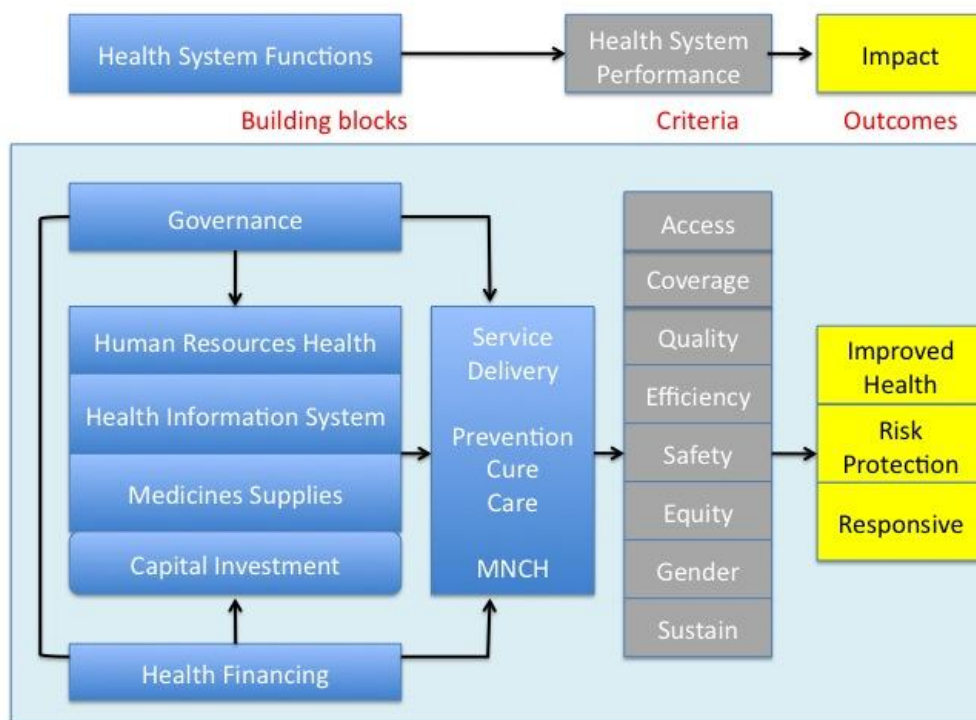 Health System Functions
Health System
Performance
Impact
Building blocks
Criteria
Outcomes
Governance
Human Resources Health
Health Information System
Medicines Supplies
Capital Investment
Health Financing
Service
Delivery
Prevention
Cure
Care
MNCH
Access
Coverage
Quality
Efficiency
Safety
Equity
Gender
Sustain
Improved
Health
Risk
Protection
Responsive